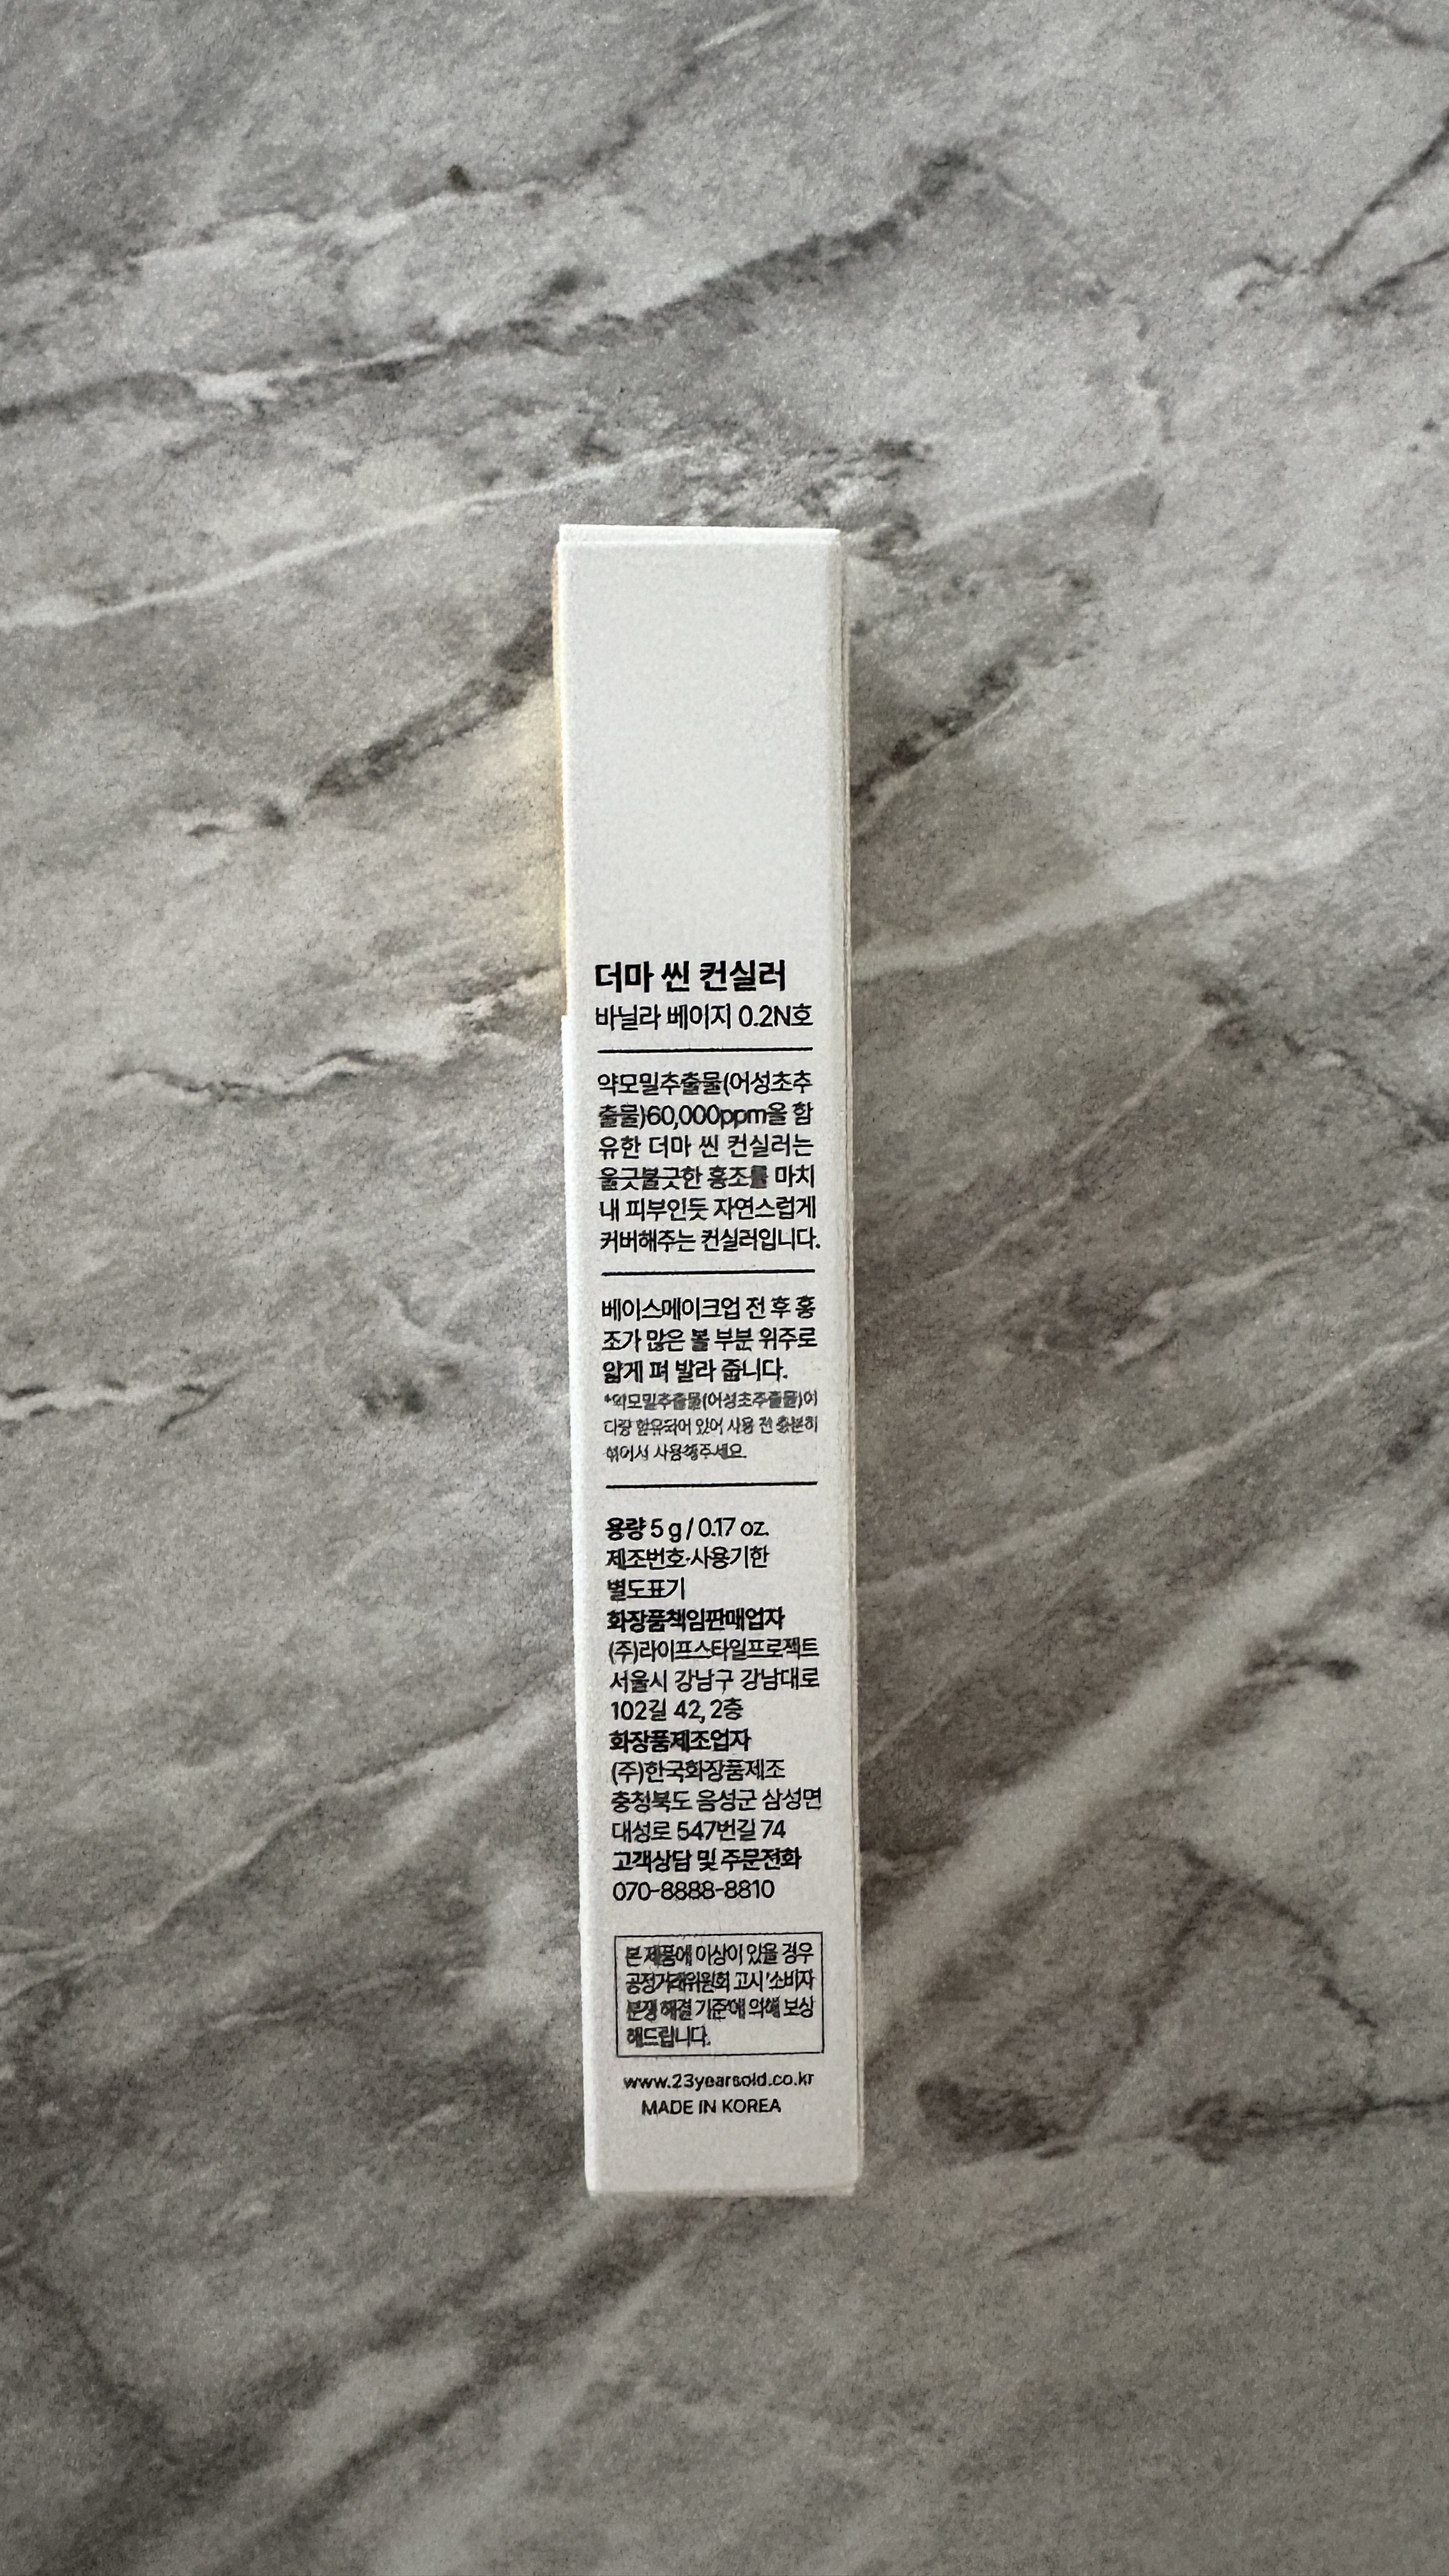 더마 씬 컨실러
바닐라 베이지 0.2N호
약모밀추출물(어성초추
출물)60,000ppm을 함
유한 더마 씬 컨실러는
울긋불긋한 홍조를 마치
내 피부인듯 자연스럽게
커버해주는 컨실러입니다.
베이스메이크업 전 후 홍
조가 많은 볼 부분 위주로
얇게 펴 발라 줍니다.
*약모밀추출물(어성초추출물)이
다량 함유되어 있어 사용 전 충분히
섞어서 사용해주세요.
용량 5 g / 0.17 oz.
제조번호·사용기한
별도표기
화장품책임판매업자
(주)라이프스타일프로젝트
서울시 강남구 강남대로
102길 42, 2층
화장품제조업자
(주)한국화장품제조
충청북도 음성군 삼성면
대성로 547번길 74
고객상담 및 주문전화
070-8888-8810
본 제품에 이상이 있을 경우
공정거래위원회 고시 '소비자
분쟁 해결 기준'에 의해 보상
해드립니다.
www.23yearsold.co.kr
MADE IN KOREA